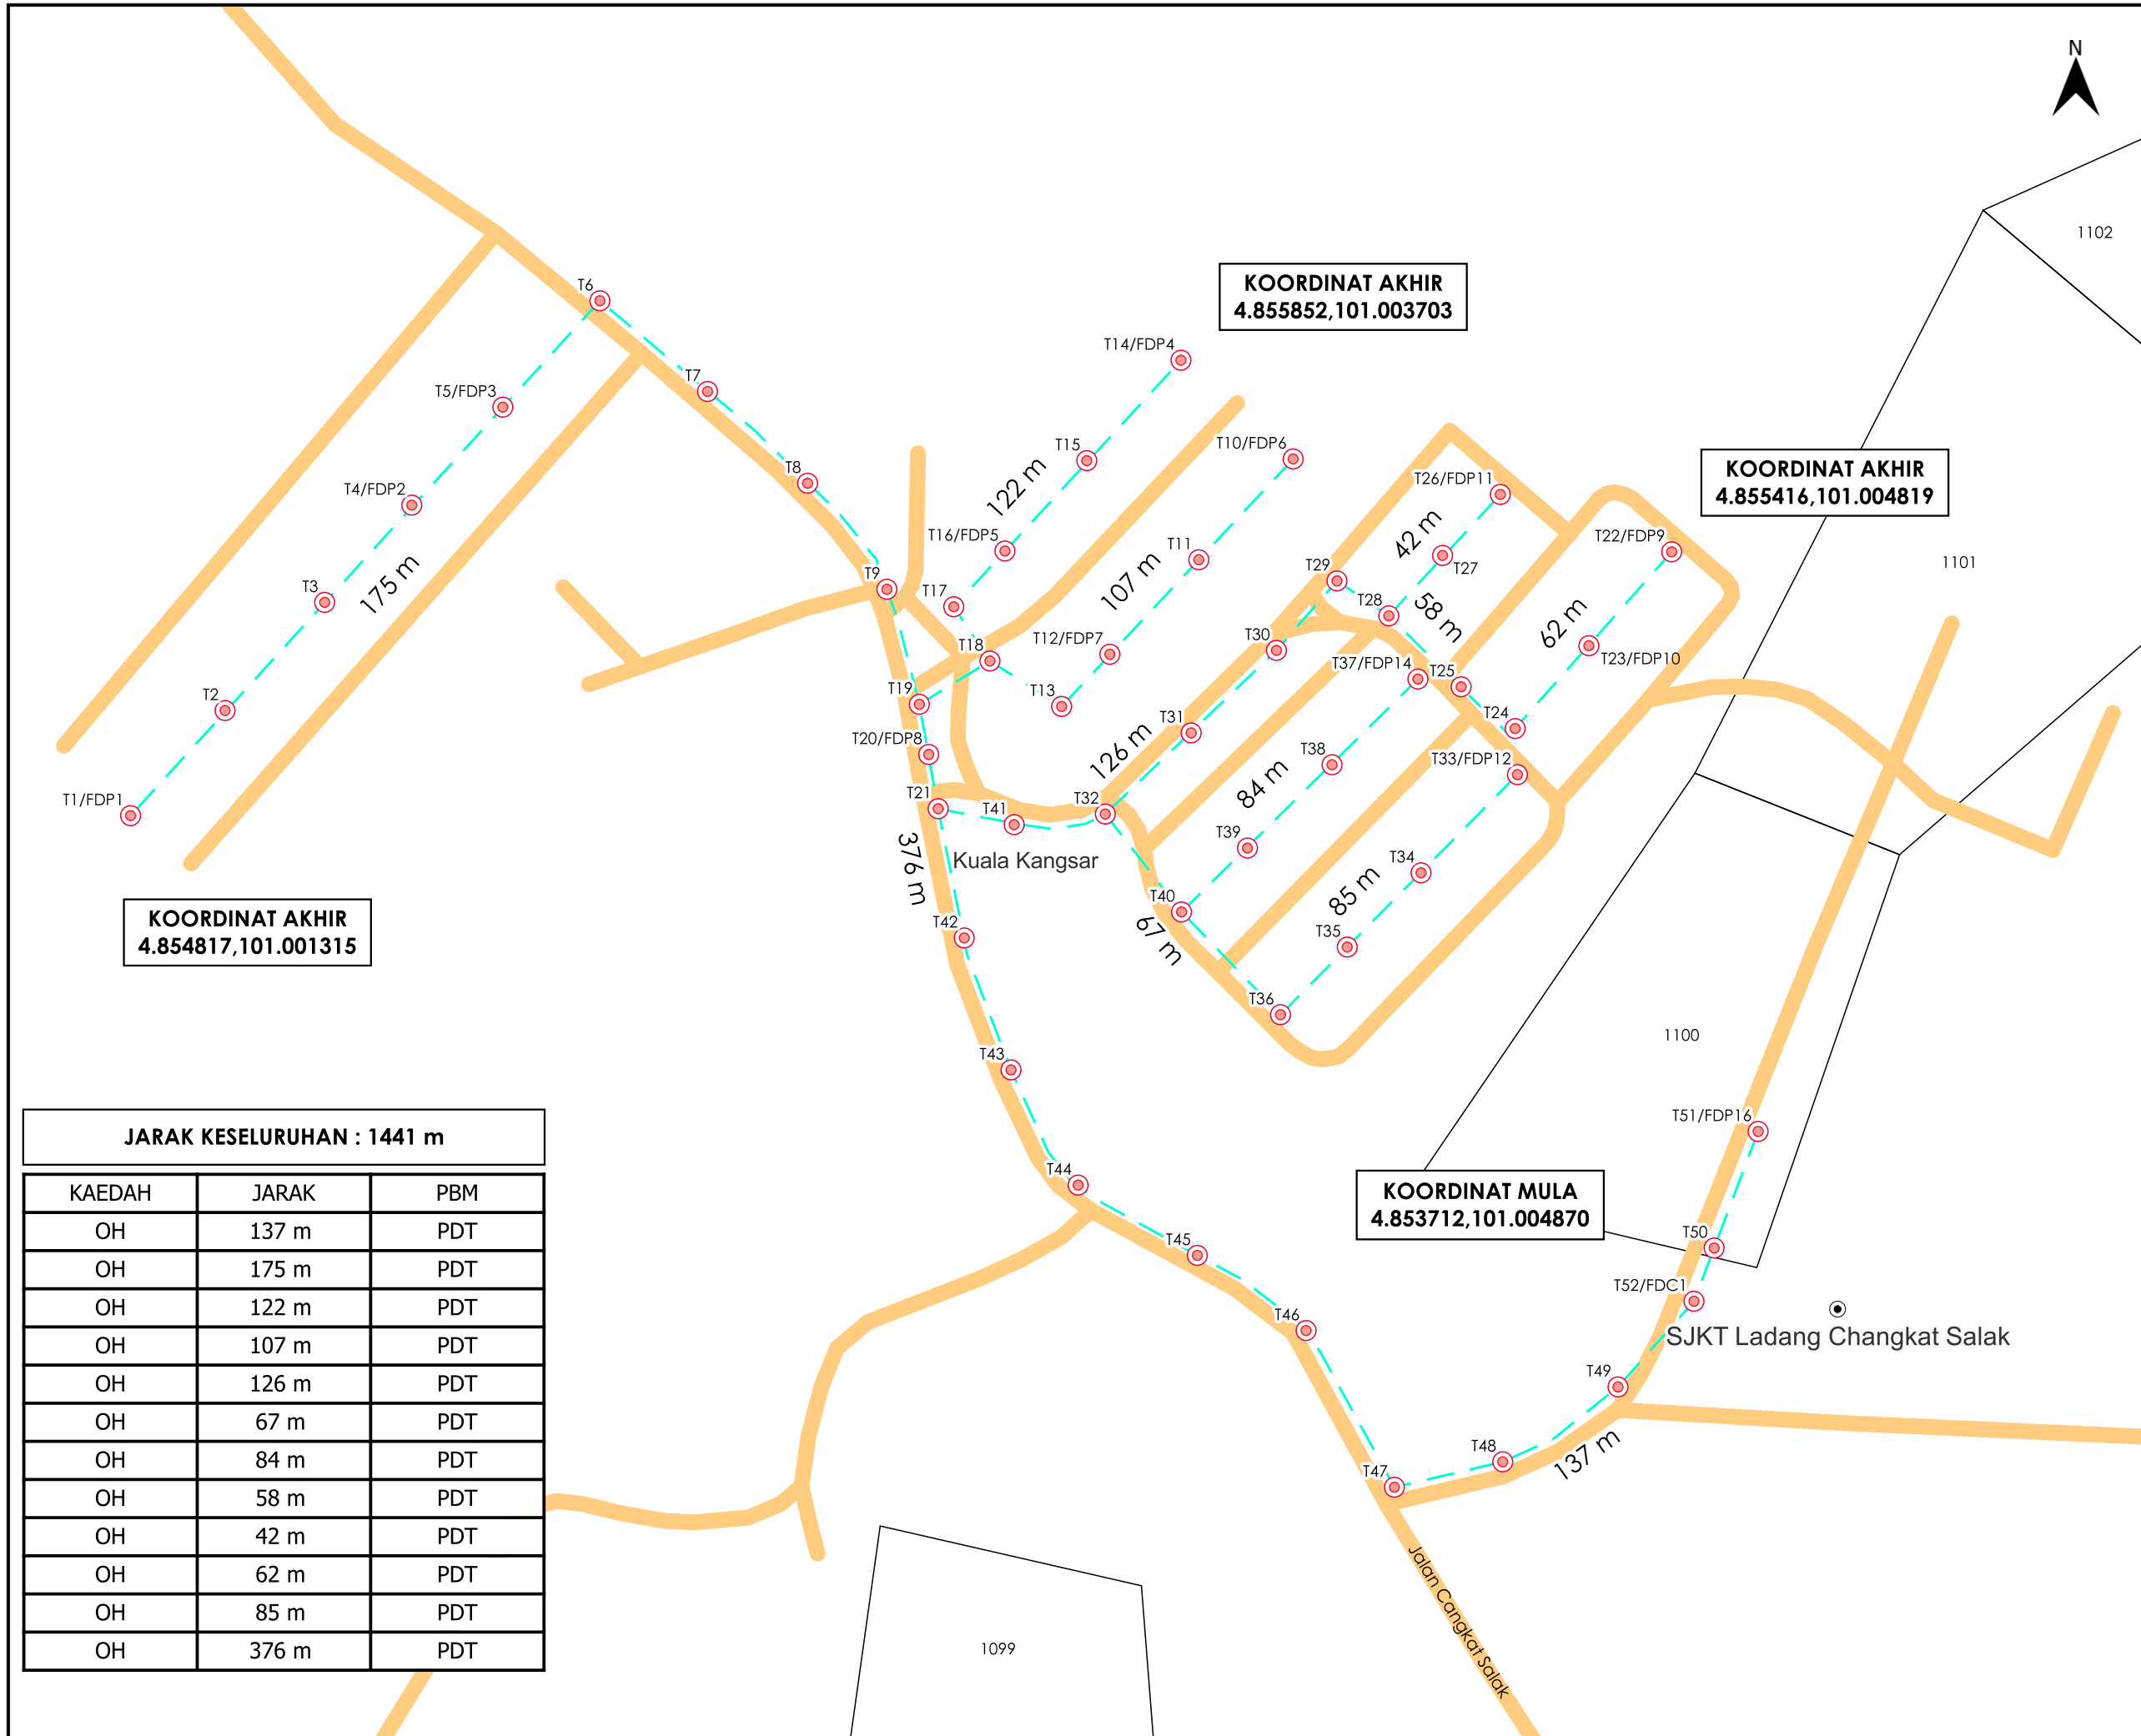 N
1102
KOORDINAT AKHIR
4.855852,101.003703
T6
T14/FDP4
T7
T5/FDP3
T15
T10/FDP6
KOORDINAT AKHIR
4.855416,101.004819
T8
T26/FDP11
T4/FDP2
122 m
42 m
T22/FDP9
T16/FDP5
T11
1101
T27
T9
T29
175 m
107 m
T3
T17
T28
58 m
62 m
T12/FDP7
T30
T18
T37/FDP14
T25
T23/FDP10
T2
T19
T13
T24
T31
T20/FDP8
126 m
T38
T33/FDP12
84 m
T1/FDP1
T21
T41
T32
376 m
Kuala Kangsar
T39
T34
85 m
KOORDINAT AKHIR
4.854817,101.001315
T40
T42
67 m
T35
T36
1100
T43
T51/FDP16
JARAK KESELURUHAN : 1441 m
T44
KOORDINAT MULA
4.853712,101.004870
T45
T50
T52/FDC1
T46
SJKT Ladang Changkat Salak
T49
T48
137 m
T47
Jalan Cangkat Salak
1099
KAEDAH JARAK PBM
OH 137 m PDT
OH 175 m PDT
OH 122 m PDT
OH 107 m PDT
OH 126 m PDT
OH 67 m PDT
OH 84 m PDT
OH 58 m PDT
OH 42 m PDT
OH 62 m PDT
OH 85 m PDT
OH 376 m PDT